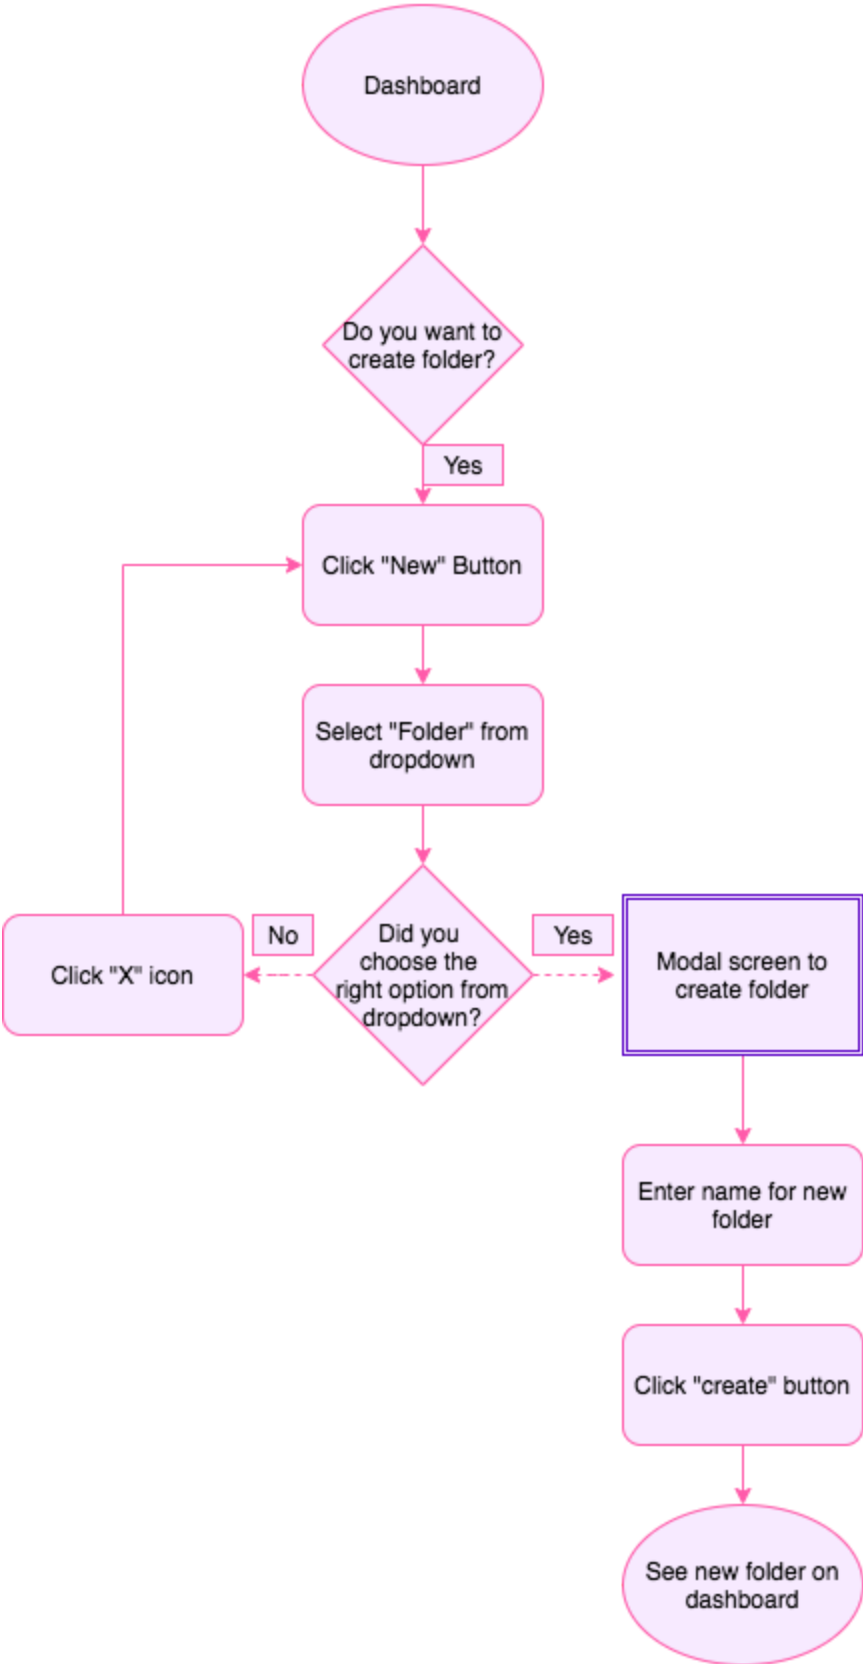 Dashboard
Do you want to
create folder?
Yes
Click "New" Button
Select "Folder" from
dropdown
Did you
choose the
right option from
dropdown?
No
Click "X" icon
Yes
Modal screen to
create folder
Enter name for new
folder
Click "create" button
See new folder on
dashboard